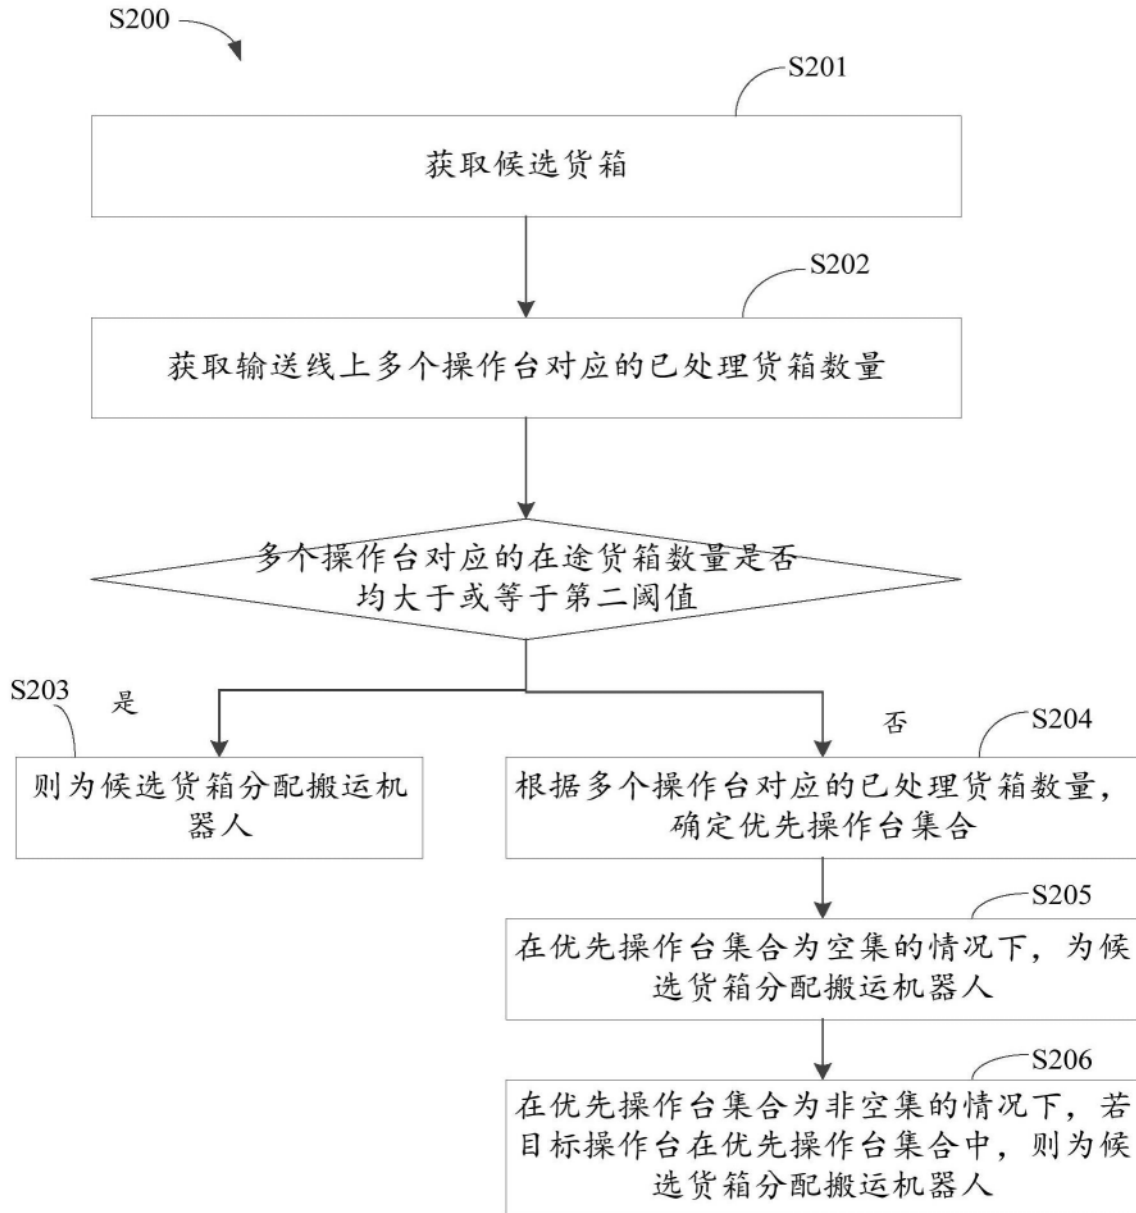 S200
S201
获取候选货箱
S202
获取输送线上多个操作台对应的已处理货箱数量
多个操作台对应的在途货箱数量是否
均大于或等于第二阈值
S203
是
否
S204
则为候选货箱分配搬运机
器人
根据多个操作台对应的已处理货箱数量，
确定优先操作台集合
S205
在优先操作台集合为空集的情况下，为候
选货箱分配搬运机器人
S206
在优先操作台集合为非空集的情况下，若
目标操作台在优先操作台集合中，则为候
选货箱分配搬运机器人